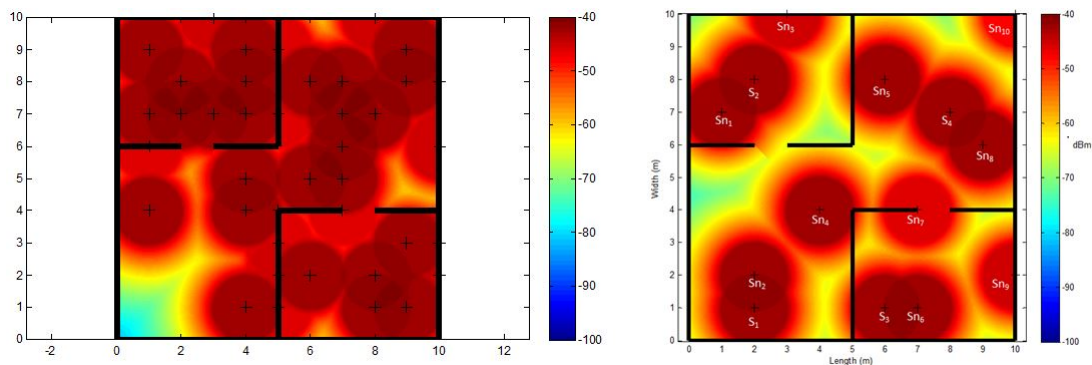 10
9
8
7
6
5
4
3
2
1
0
-2 0 2 4 6 8 10 12
-40
-50
-60
-70
-80
-90
-100
Width (m)
10
9
8
7
6
5
4
3
2
1
0
Sn3
Sn10
S2
Sn5
Sn1
S4
Sn8
Sn4
Sn7
Sn2
Sn9
S1
S3
Sn6
0 1 2 3 4 5 6 7 8 9 10
Length (m)
-40
-50
-60
-70
-80
-90
-100
dBm